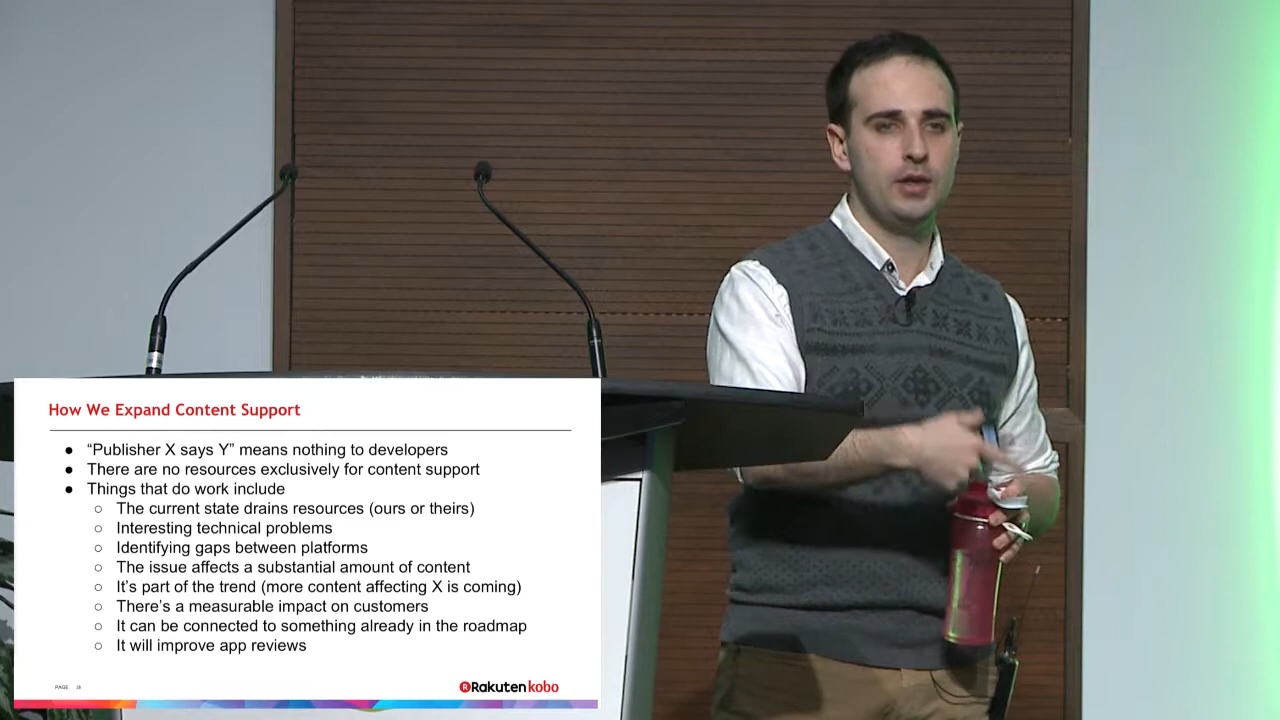 How We Expand Content Support
● “Publisher X says Y” means nothing to developers
● There are no resources exclusively for content support
● Things that do work include
○ The current state drains resources (ours or theirs)
○ Interesting technical problems
○ Identifying gaps between platforms
○ The issue affects a substantial amount of content
○ It's part of the trend (more content affecting X is coming)
○ There's a measurable impact on customers
○ It can be connected to something already in the roadmap
○ It will improve app reviews
PAGE
Rakuten kobo